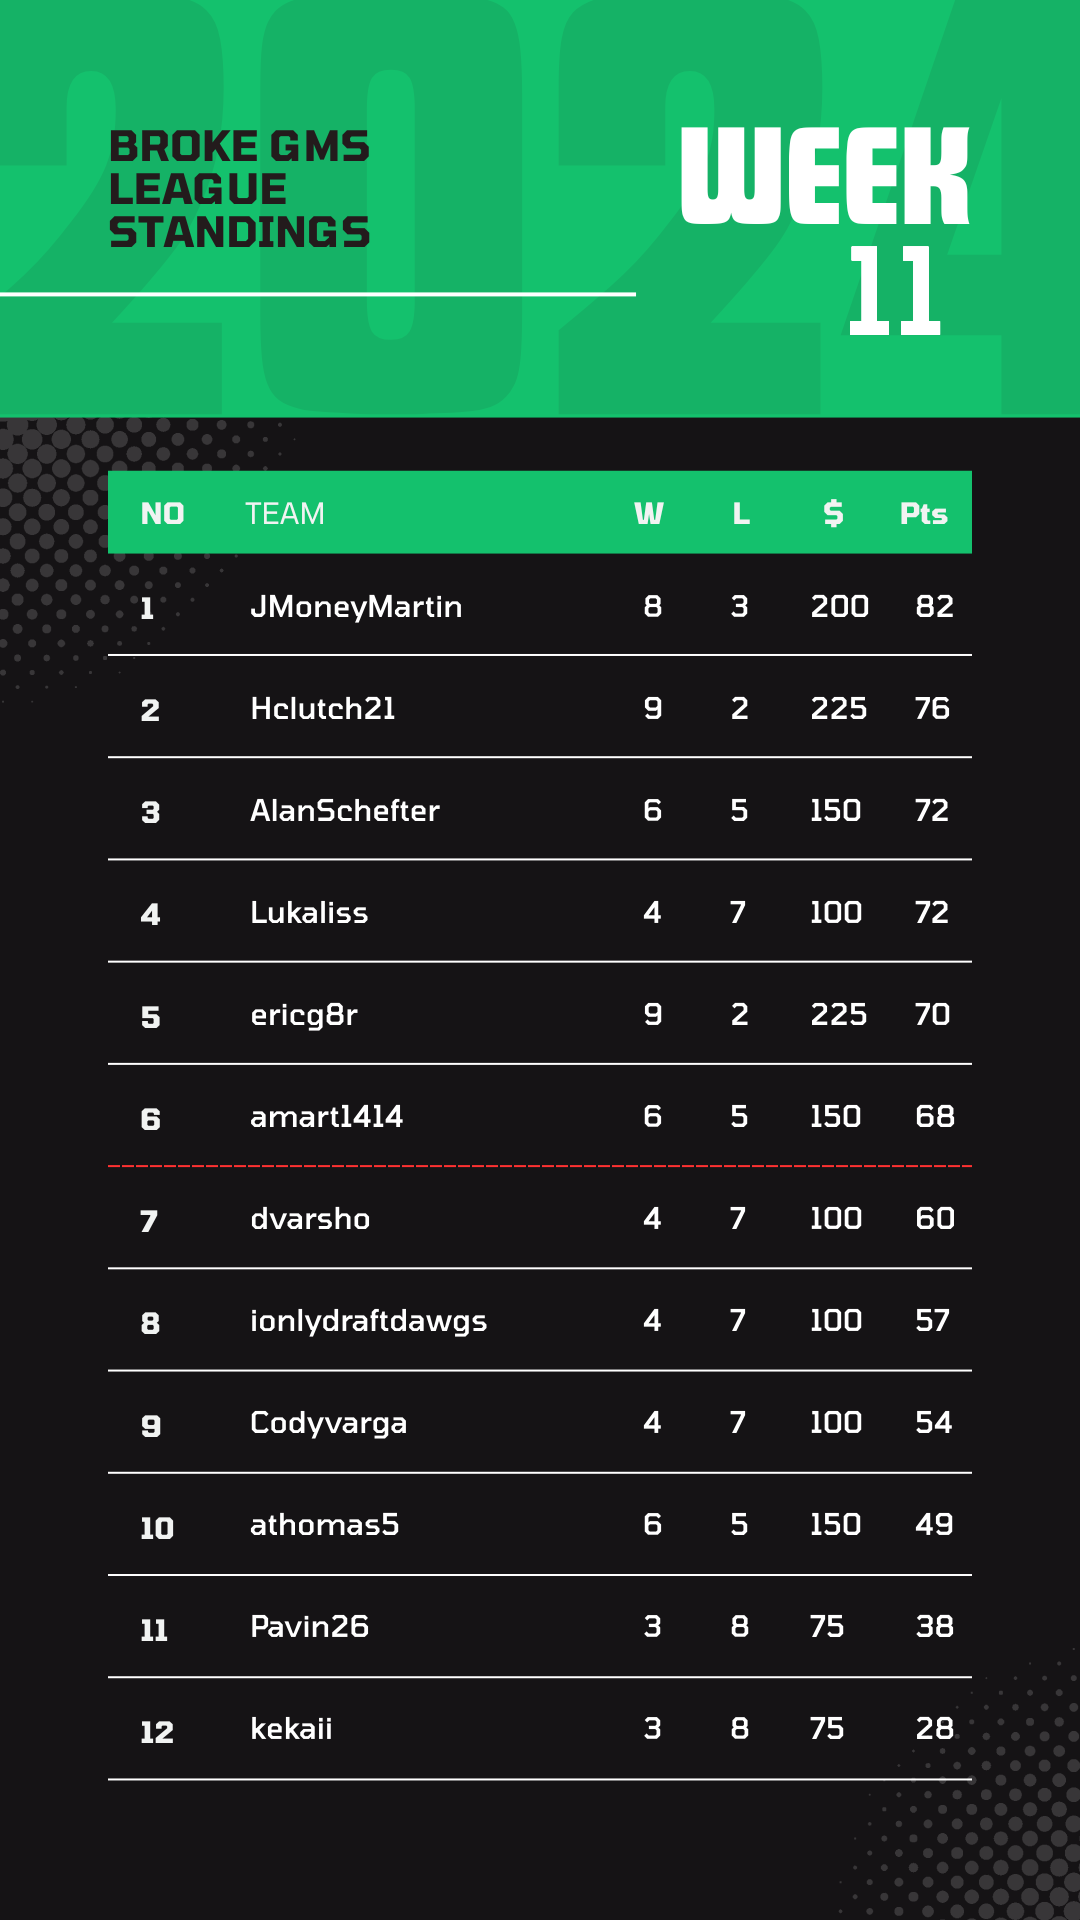 2024
BROKE GMS
LEAGUE
STANDINGS
WEEK
11
NO TEAM W L $ Pts
1 JMoneyMartin 8 3 200 82
2 Hclutch21 9 2 225 76
3 AlanSchefter 6 5 150 72
4 Lukaliss 4 7 100 72
5 ericg8r 9 2 225 70
6 amart1414 6 5 150 68
7 dvarsho 4 7 100 60
8 ionlydraftdawgs 4 7 100 57
9 Codyvarga 4 7 100 54
10 athomas5 6 5 150 49
11 Pavin26 3 8 75 38
12 kekaii 3 8 75 28